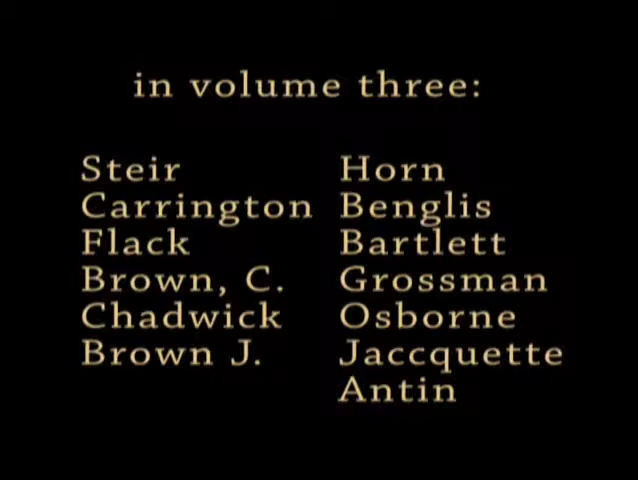 in volume three:
Steir
Carrington
Flack
Brown, C.
Chadwick
Brown J.
Horn
Benglis
Bartlett
Grossman
Osborne
Jaccquette
Antin